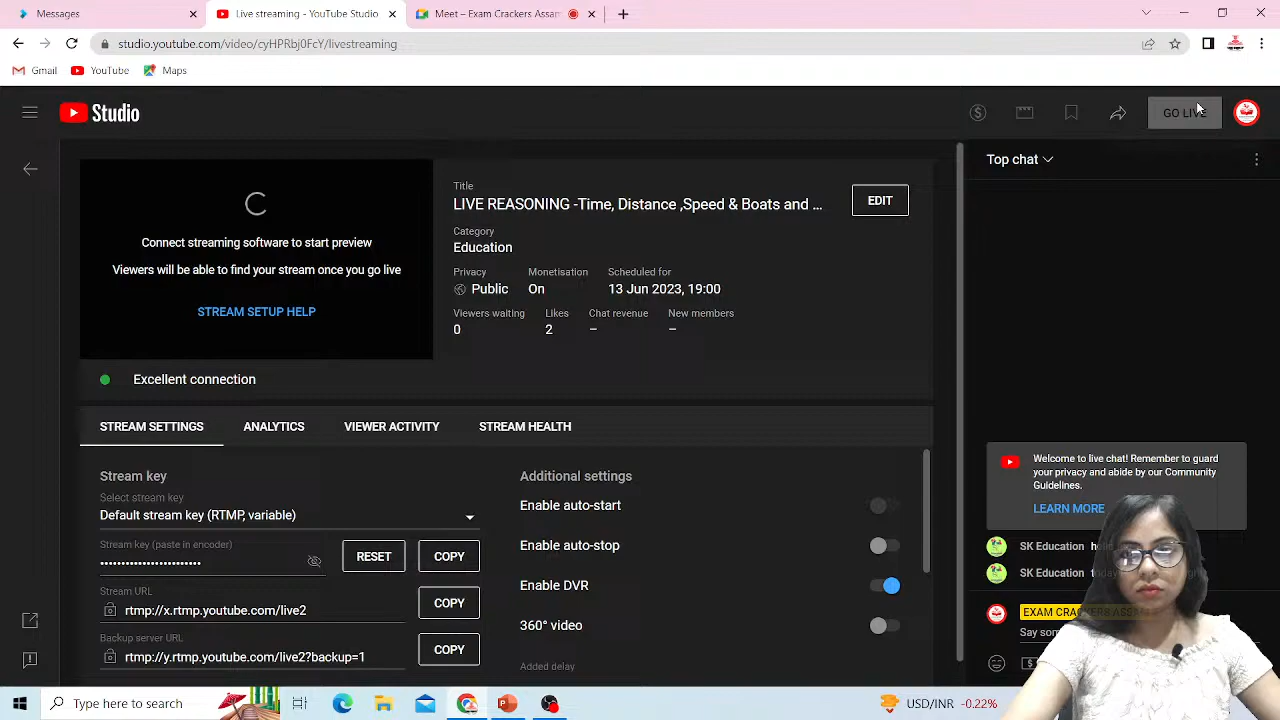 Messages
Live streaming - YouTube Studio
Meet – Exam Crackers Assam
studio.youtube.com/video/cyHPRbj0FcY/livestreaming
Gmail
YouTube
Maps
Studio
GO LIVE
Connect streaming software to start preview
Viewers will be able to find your stream once you go live
STREAM SETUP HELP
Title
LIVE REASONING -Time, Distance ,Speed & Boats and ...
EDIT
Category
Education
Privacy Monetisation Scheduled for
Public On 13 Jun 2023, 19:00
Viewers waiting Likes Chat revenue New members
0 2 – –
Excellent connection
STREAM SETTINGS ANALYTICS VIEWER ACTIVITY STREAM HEALTH
Stream key
Select stream key
Default stream key (RTMP, variable)
Stream key (paste in encoder)
•••••••••••••••••••••• RESET COPY
Stream URL
rtmp://x.rtmp.youtube.com/live2 COPY
Backup server URL
rtmp://y.rtmp.youtube.com/live2?backup=1 COPY
Additional settings
Enable auto-start
Enable auto-stop
Enable DVR
360° video
Added delay
Top chat
Welcome to live chat! Remember to guard
your privacy and abide by our Community
Guidelines.
LEARN MORE
SK Education
SK Education
EXAM CRACKERS
Say
Type here to search
USD/INR -0.22%